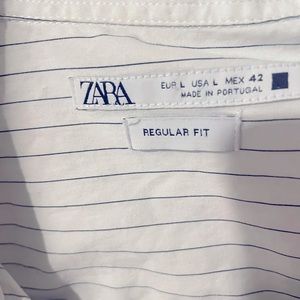 ZARA
EUR L USA L MEX 42
MADE IN PORTUGAL
REGULAR FIT